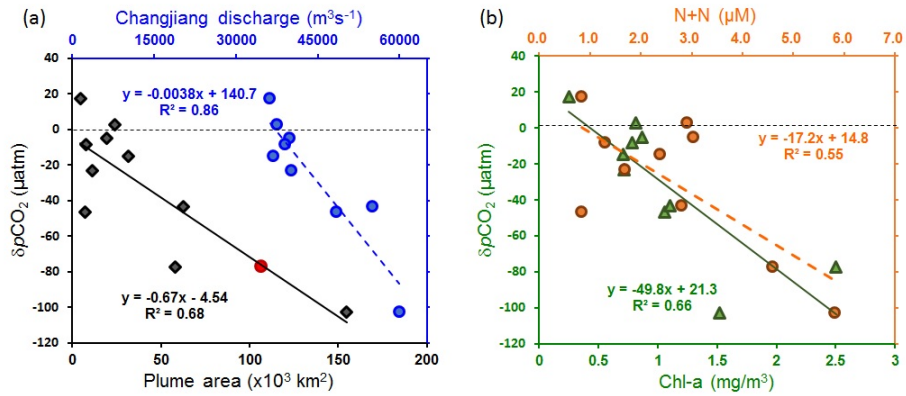 (a)
Changjiang discharge (m³s⁻¹)
0 15000 30000 45000 60000
40
20
0
-20
-40
-60
-80
-100
-120
δpCO₂ (µatm)
y = -0.0038x + 140.7
R² = 0.86
y = -0.67x - 4.54
R² = 0.68
0 50 100 150 200
Plume area (x10³ km²)
(b)
N+N
(µM)
0.0 1.0 2.0 3.0 4.0 5.0 6.0 7.0
40
20
0
-20
-40
-60
-80
-100
-120
δpCO₂ (µatm)
y = -17.2x + 14.8
R² = 0.55
y = -49.8x + 21.3
R² = 0.66
0 0.5 1 1.5 2 2.5 3
Chl-a (mg/m³)